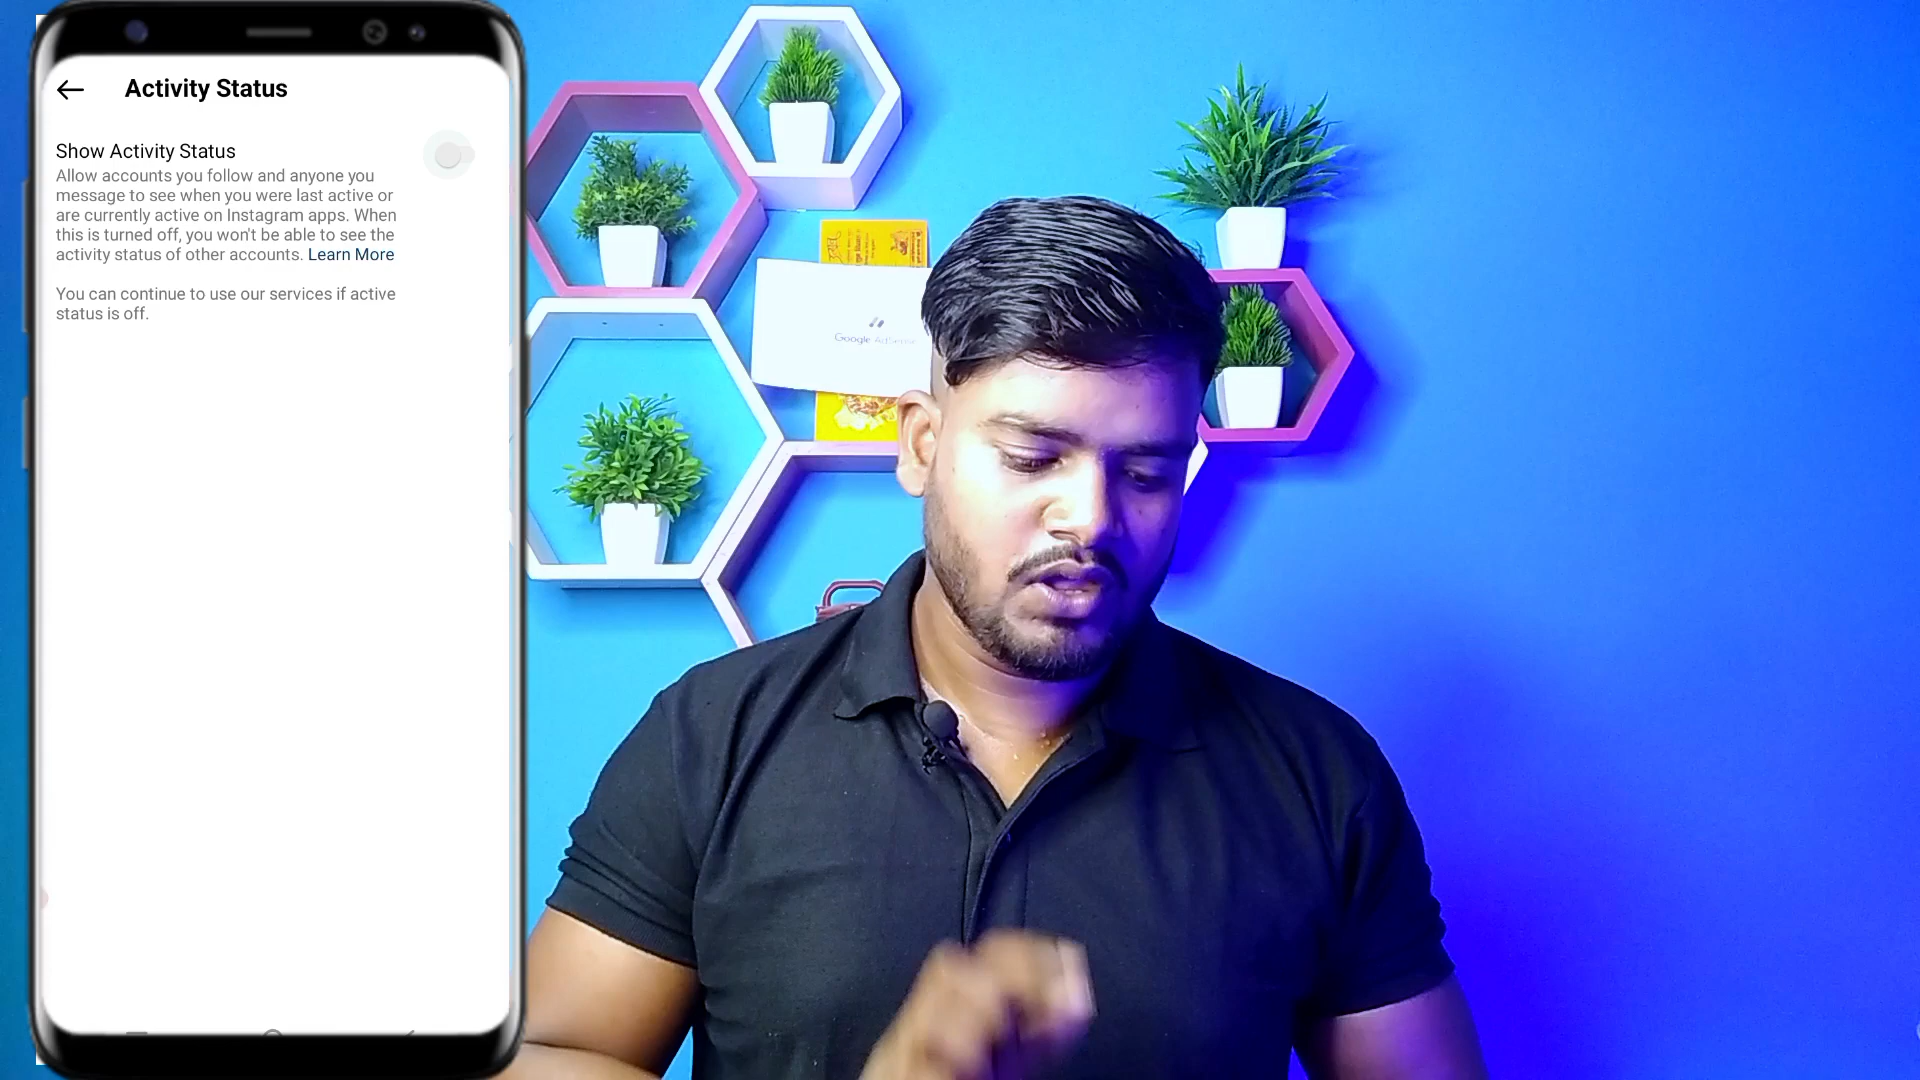 Activity Status
Show Activity Status
Allow accounts you follow and anyone you
message to see when you were last active or
are currently active on Instagram apps. When
this is turned off, you won't be able to see the
activity status of other accounts. Learn More
You can continue to use our services if active
status is off.
Google AdSense